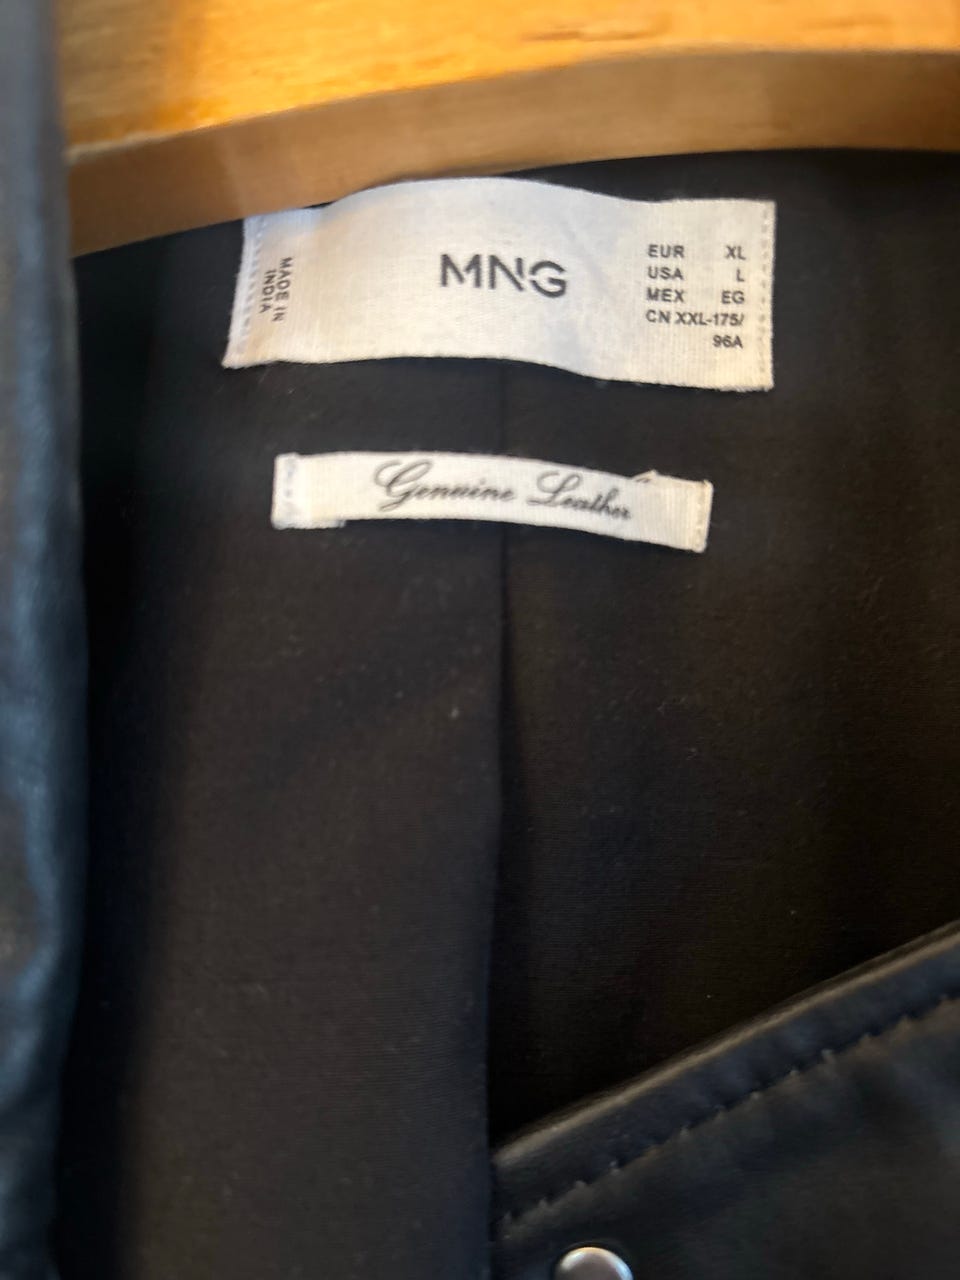 MNG
EUR XL
USA L
MEX EG
CN XXL-175/
96A
MADE IN
INDIA
Genuine Leather